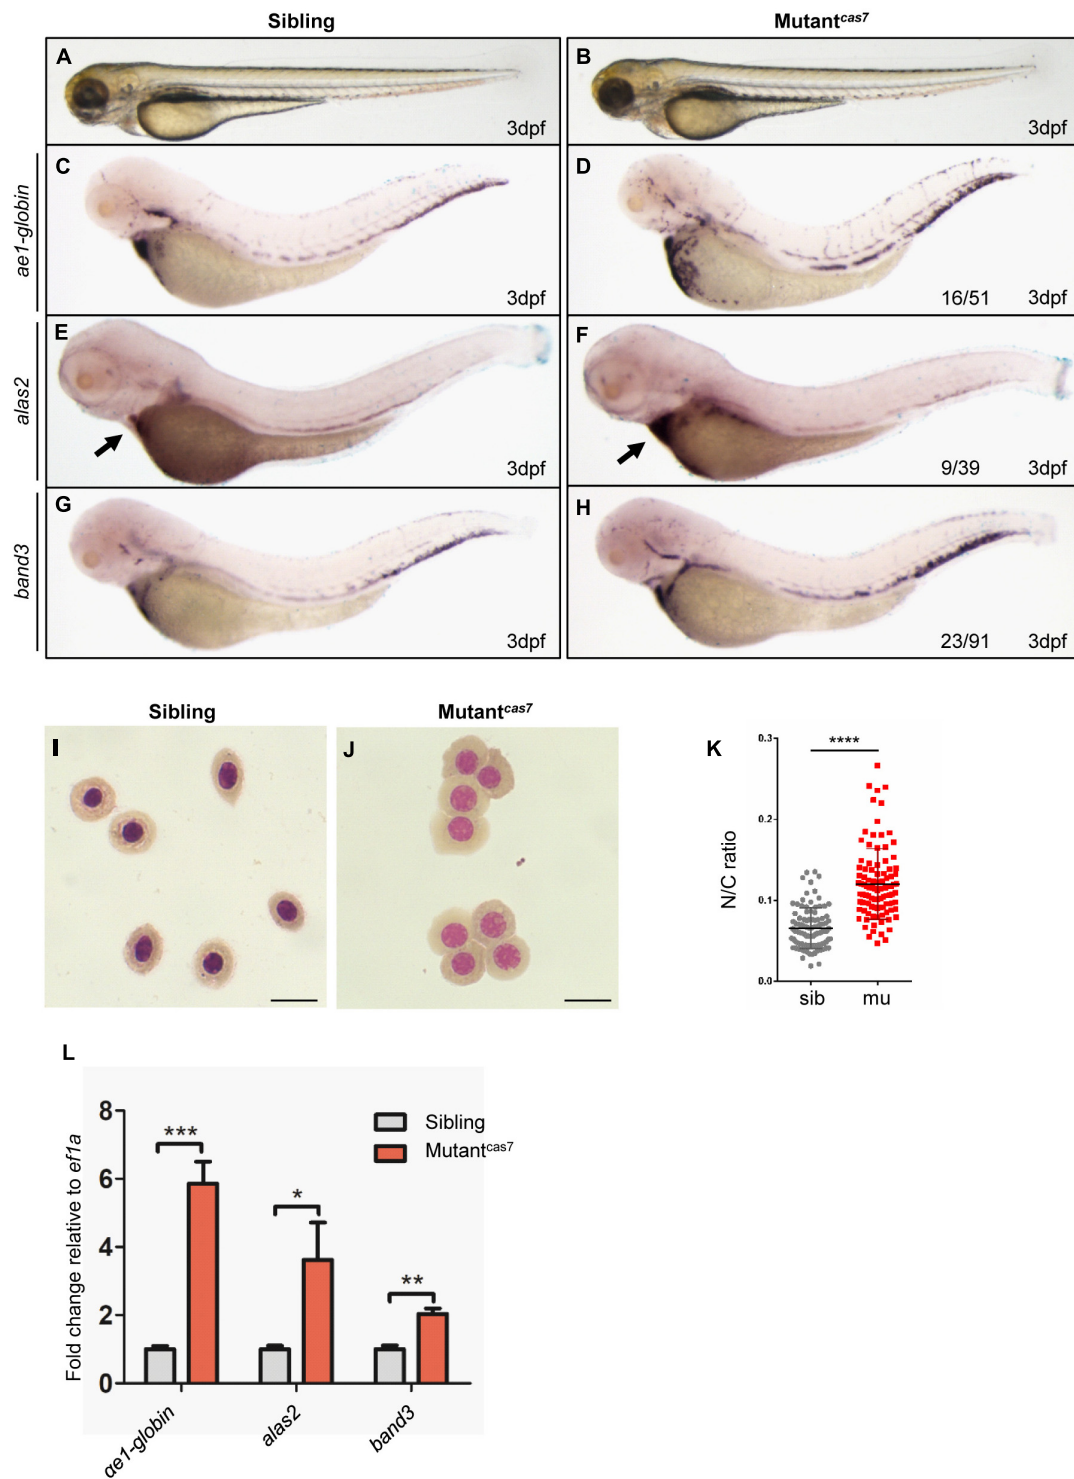 Sibling
Mutantcas7
A
3dpf
B
3dpf
ae1-globin
C
3dpf
D
16/51
3dpf
alas2
E
3dpf
F
9/39
3dpf
band3
G
3dpf
H
23/91
3dpf
Sibling
Mutantcas7
I
J
K
N/C ratio
0.3
0.2
0.1
0.0
****
sib
mu
L
Fold change relative to ef1a
8
6
4
2
0
***
*
**
Sibling
Mutantcas7
αe1-globin
alas2
band3